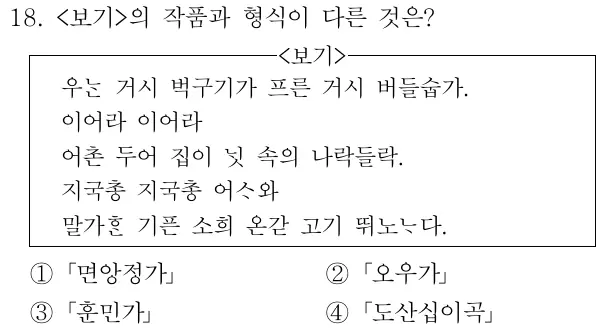 18. <보기>의 작품과 형식이 다른 것은?
<보기>
우ᄂᆞᆫ 거시 벅구기가 프른 거시 버들숩가.
이어라 이어라
어촌 두어 집이 ᄂᆡᆺ 속의 나락들락.
지국총 지국총 어ᄉᆞ와
말가ᄒᆞᆫ 기픈 소희 온간 고기 뛰노ᄂᆞ다.
① 「면앙정가」 ② 「오우가」
③ 「훈민가」 ④ 「도산십이곡」